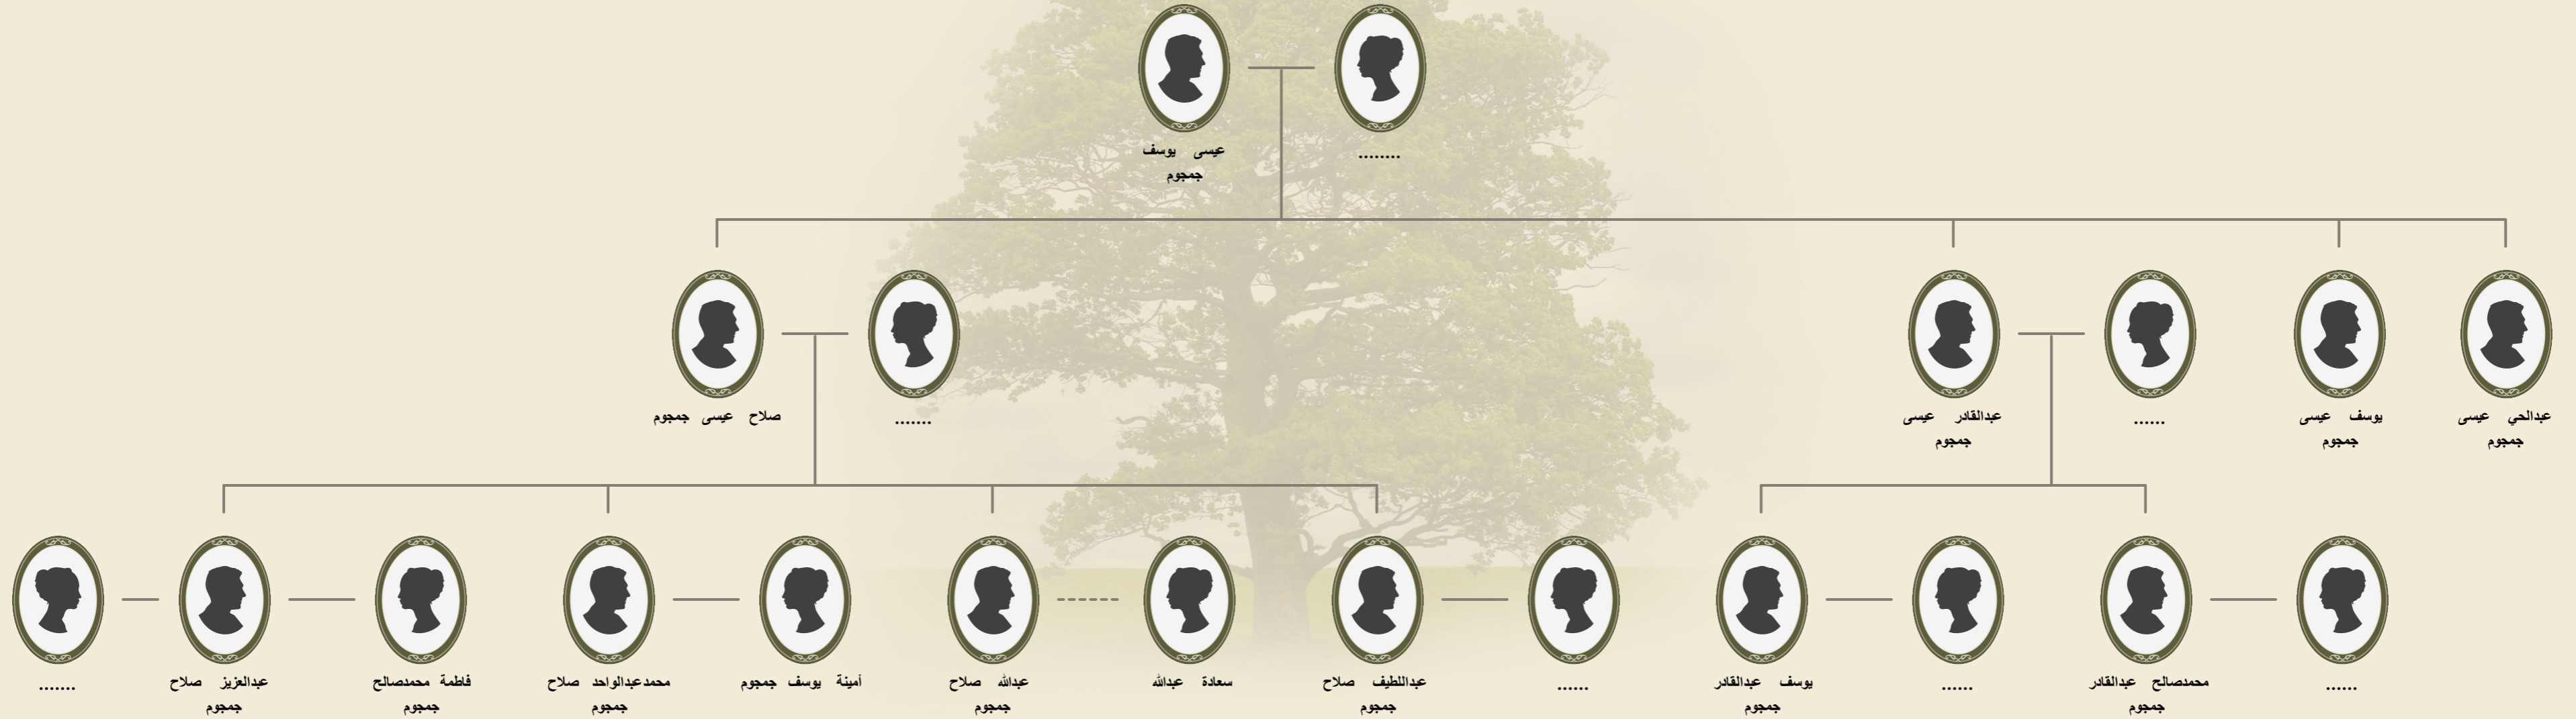 عيسى يوسف
جمجوم
........
صلاح عيسى جمجوم
.......
عبدالقادر عيسى
جمجوم
......
يوسف عيسى
جمجوم
عبدالحي عيسى
جمجوم
.......
عبدالعزيز صلاح
جمجوم
فاطمة محمدصالح
جمجوم
محمدعبدالواحد صلاح
جمجوم
أمينة يوسف جمجوم
عبدالله صلاح
جمجوم
سعادة عبدالله
عبداللطيف صلاح
جمجوم
......
يوسف عبدالقادر
جمجوم
......
محمدصالح عبدالقادر
جمجوم
......